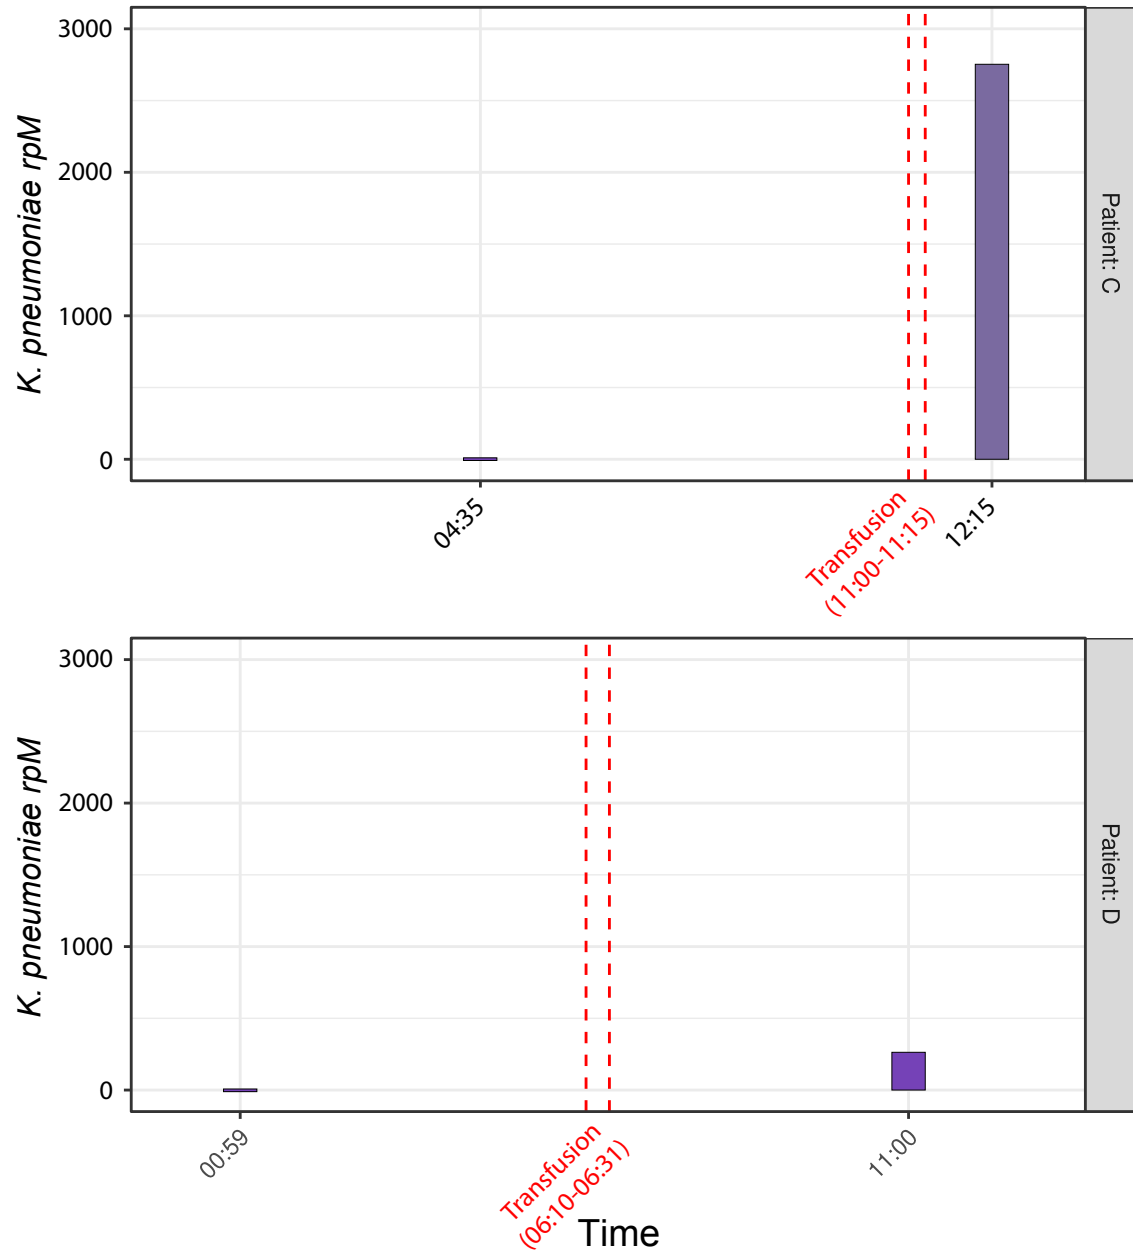 3000
2000
1000
0
K. pneumoniae rpM
Patient: C
04:35
Transfusion
(11:00-11:15)
12:15
3000
2000
1000
0
K. pneumoniae rpM
Patient: D
00:59
Transfusion
(06:10-06:31)
11:00
Time